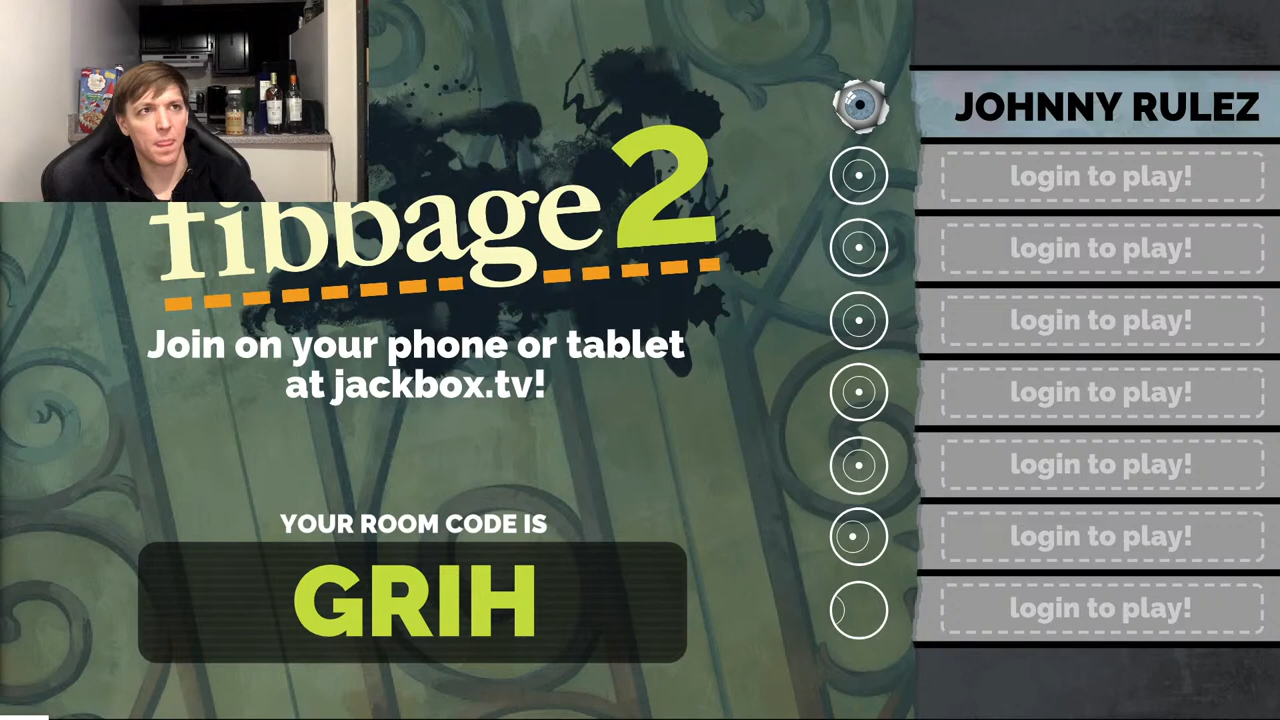 fibbage 2
Join on your phone or tablet
at jackbox.tv!
YOUR ROOM CODE IS
GRIH
JOHNNY RULEZ
login to play!
login to play!
login to play!
login to play!
login to play!
login to play!
login to play!